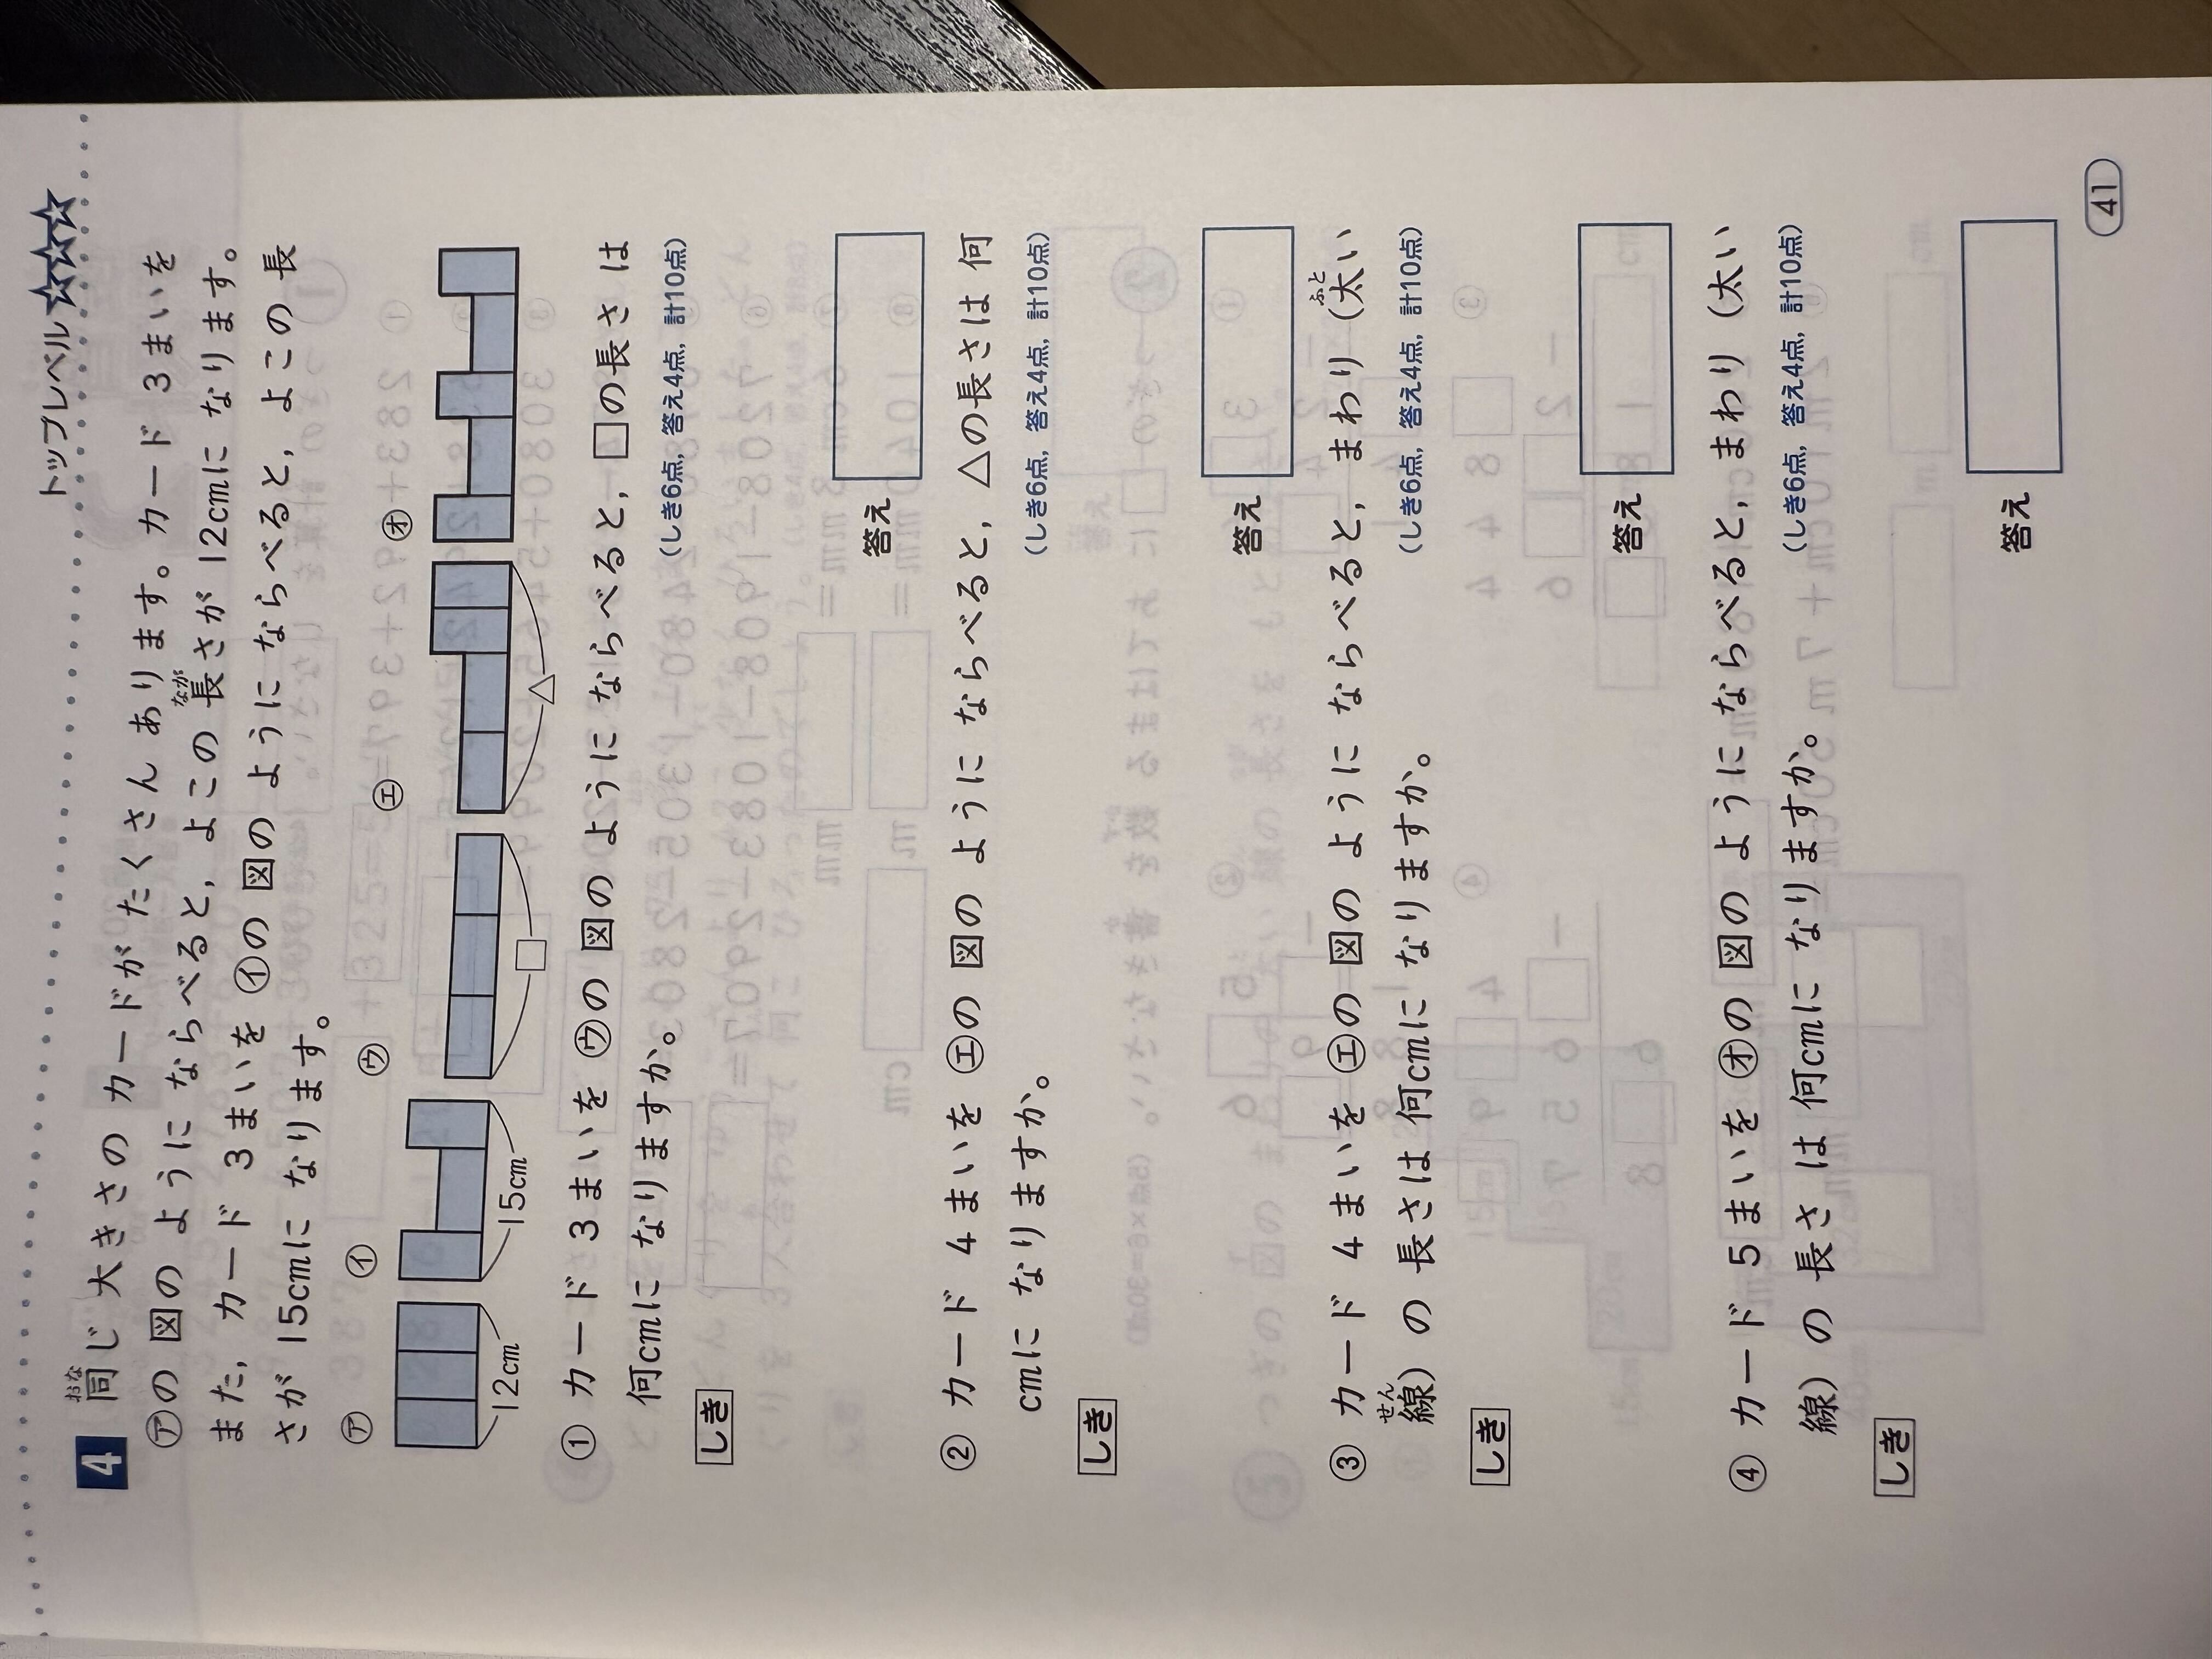 トップレベル ☆☆☆
4 同じ 大きさの カードが たくさん あります。カード 3まいを
おな
㋐の 図の ように ならべると，よこの 長さが 12cmに なります。
なが
また，カード 3まいを ㋑の 図の ように ならべると，よこの 長
さが 15cmに なります。
㋐ ㋑ ㋒ ㋓ ㋔
12cm 15cm □ △
① カード 3まいを ㋒の 図の ように ならべると，□の長さは
何cmに なりますか。
(しき6点，答え4点，計10点)
しき
答え
② カード 4まいを ㋓の 図の ように ならべると，△の長さは 何
cmに なりますか。
(しき6点，答え4点，計10点)
しき
答え
③ カード 4まいを ㋓の 図の ように ならべると，まわり（太い
ふと
線）の 長さは 何cmに なりますか。
せん
(しき6点，答え4点，計10点)
しき
答え
④ カード 5まいを ㋔の 図の ように ならべると，まわり（太い
線）の 長さ は 何cmに なりますか。
(しき6点，答え4点，計10点)
しき
答え
41